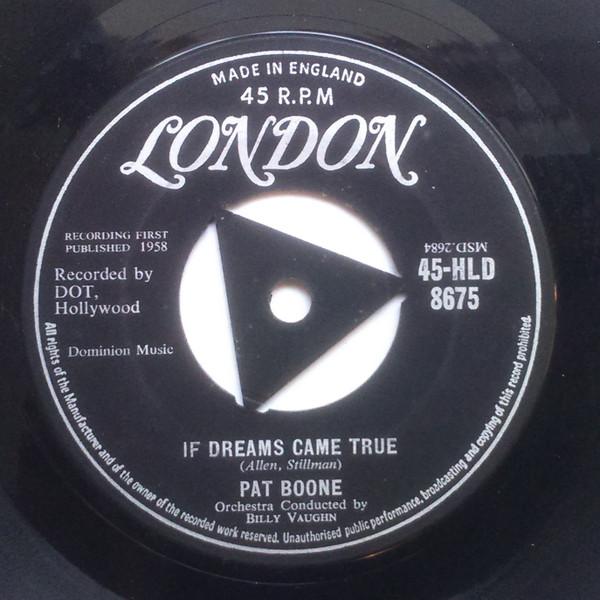 MADE IN ENGLAND
45 R.P.M
LONDON
RECORDING FIRST
PUBLISHED 1958
Recorded by
DOT,
Hollywood
Dominion Music
MSD.2684
45-HLD
8675
IF DREAMS CAME TRUE
(Allen, Stillman)
PAT BOONE
Orchestra Conducted by
BILLY VAUGHN
All rights of the Manufacturer and of the owner of the recorded work reserved. Unauthorised public performance, broadcasting and copying of this record prohibited.